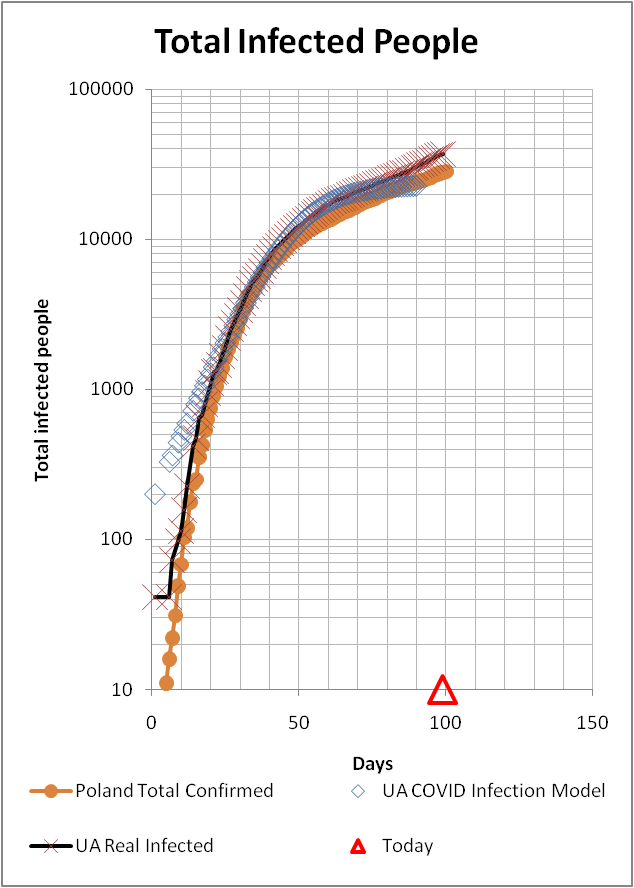 Total Infected People
100000
10000
1000
100
10
Total infected people
0 50 100 150
Days
Poland Total Confirmed
UA COVID Infection Model
UA Real Infected
Today